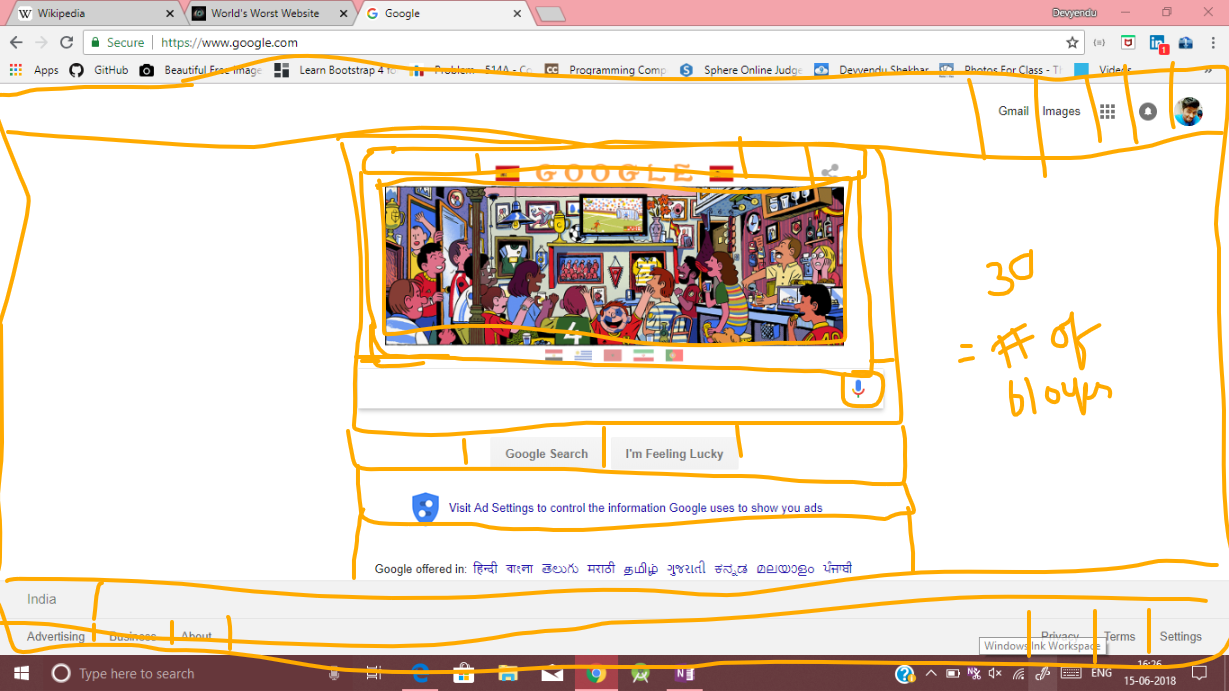 Wikipedia World's Worst Website Google Devyendu
Secure https://www.google.com
Apps GitHub Beautiful Free Image Learn Bootstrap 4 Problem - 514A - Co Programming Comp Sphere Online Judge Devvendu Shekhar Photos For Class - Th Videos »
Gmail Images
GOOGLE
4
30
= # of
Google Search I'm Feeling Lucky
Visit Ad Settings to control the information Google uses to show you ads
Google offered in: हिन्दी বাংলা తెలుగు मराठी தமிழ் ગુજરાતી ಕನ್ನಡ മലയാളം ਪੰਜਾਬੀ
India
Advertising Business About Privacy Terms Settings
Windows Ink Workspace
Type here to search ENG 16:26
15-06-2018